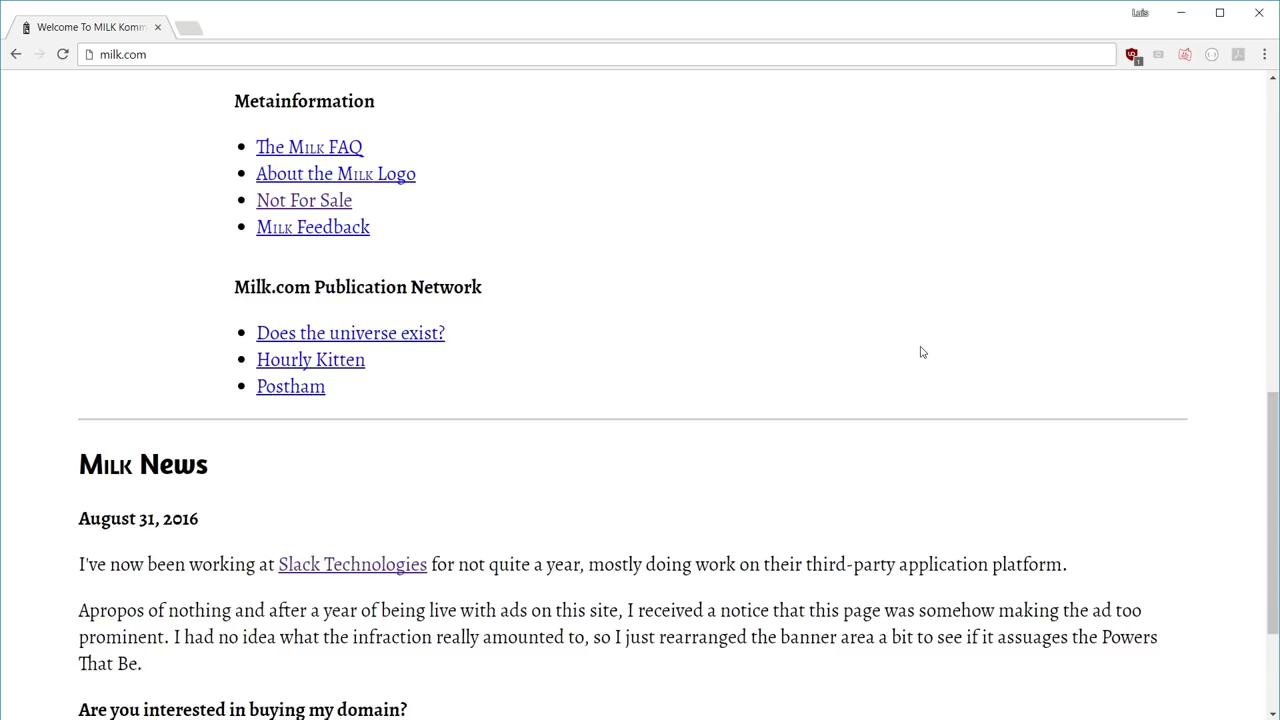 Luis
Welcome To MILK Komm
milk.com
1
Metainformation
The MILK FAQ
About the MILK Logo
Not For Sale
MILK Feedback
Milk.com Publication Network
Does the universe exist?
Hourly Kitten
Postham
MILK News
August 31, 2016
I've now been working at Slack Technologies for not quite a year, mostly doing work on their third-party application platform.
Apropos of nothing and after a year of being live with ads on this site, I received a notice that this page was somehow making the ad too
prominent. I had no idea what the infraction really amounted to, so I just rearranged the banner area a bit to see if it assuages the Powers
That Be.
Are you interested in buying my domain?